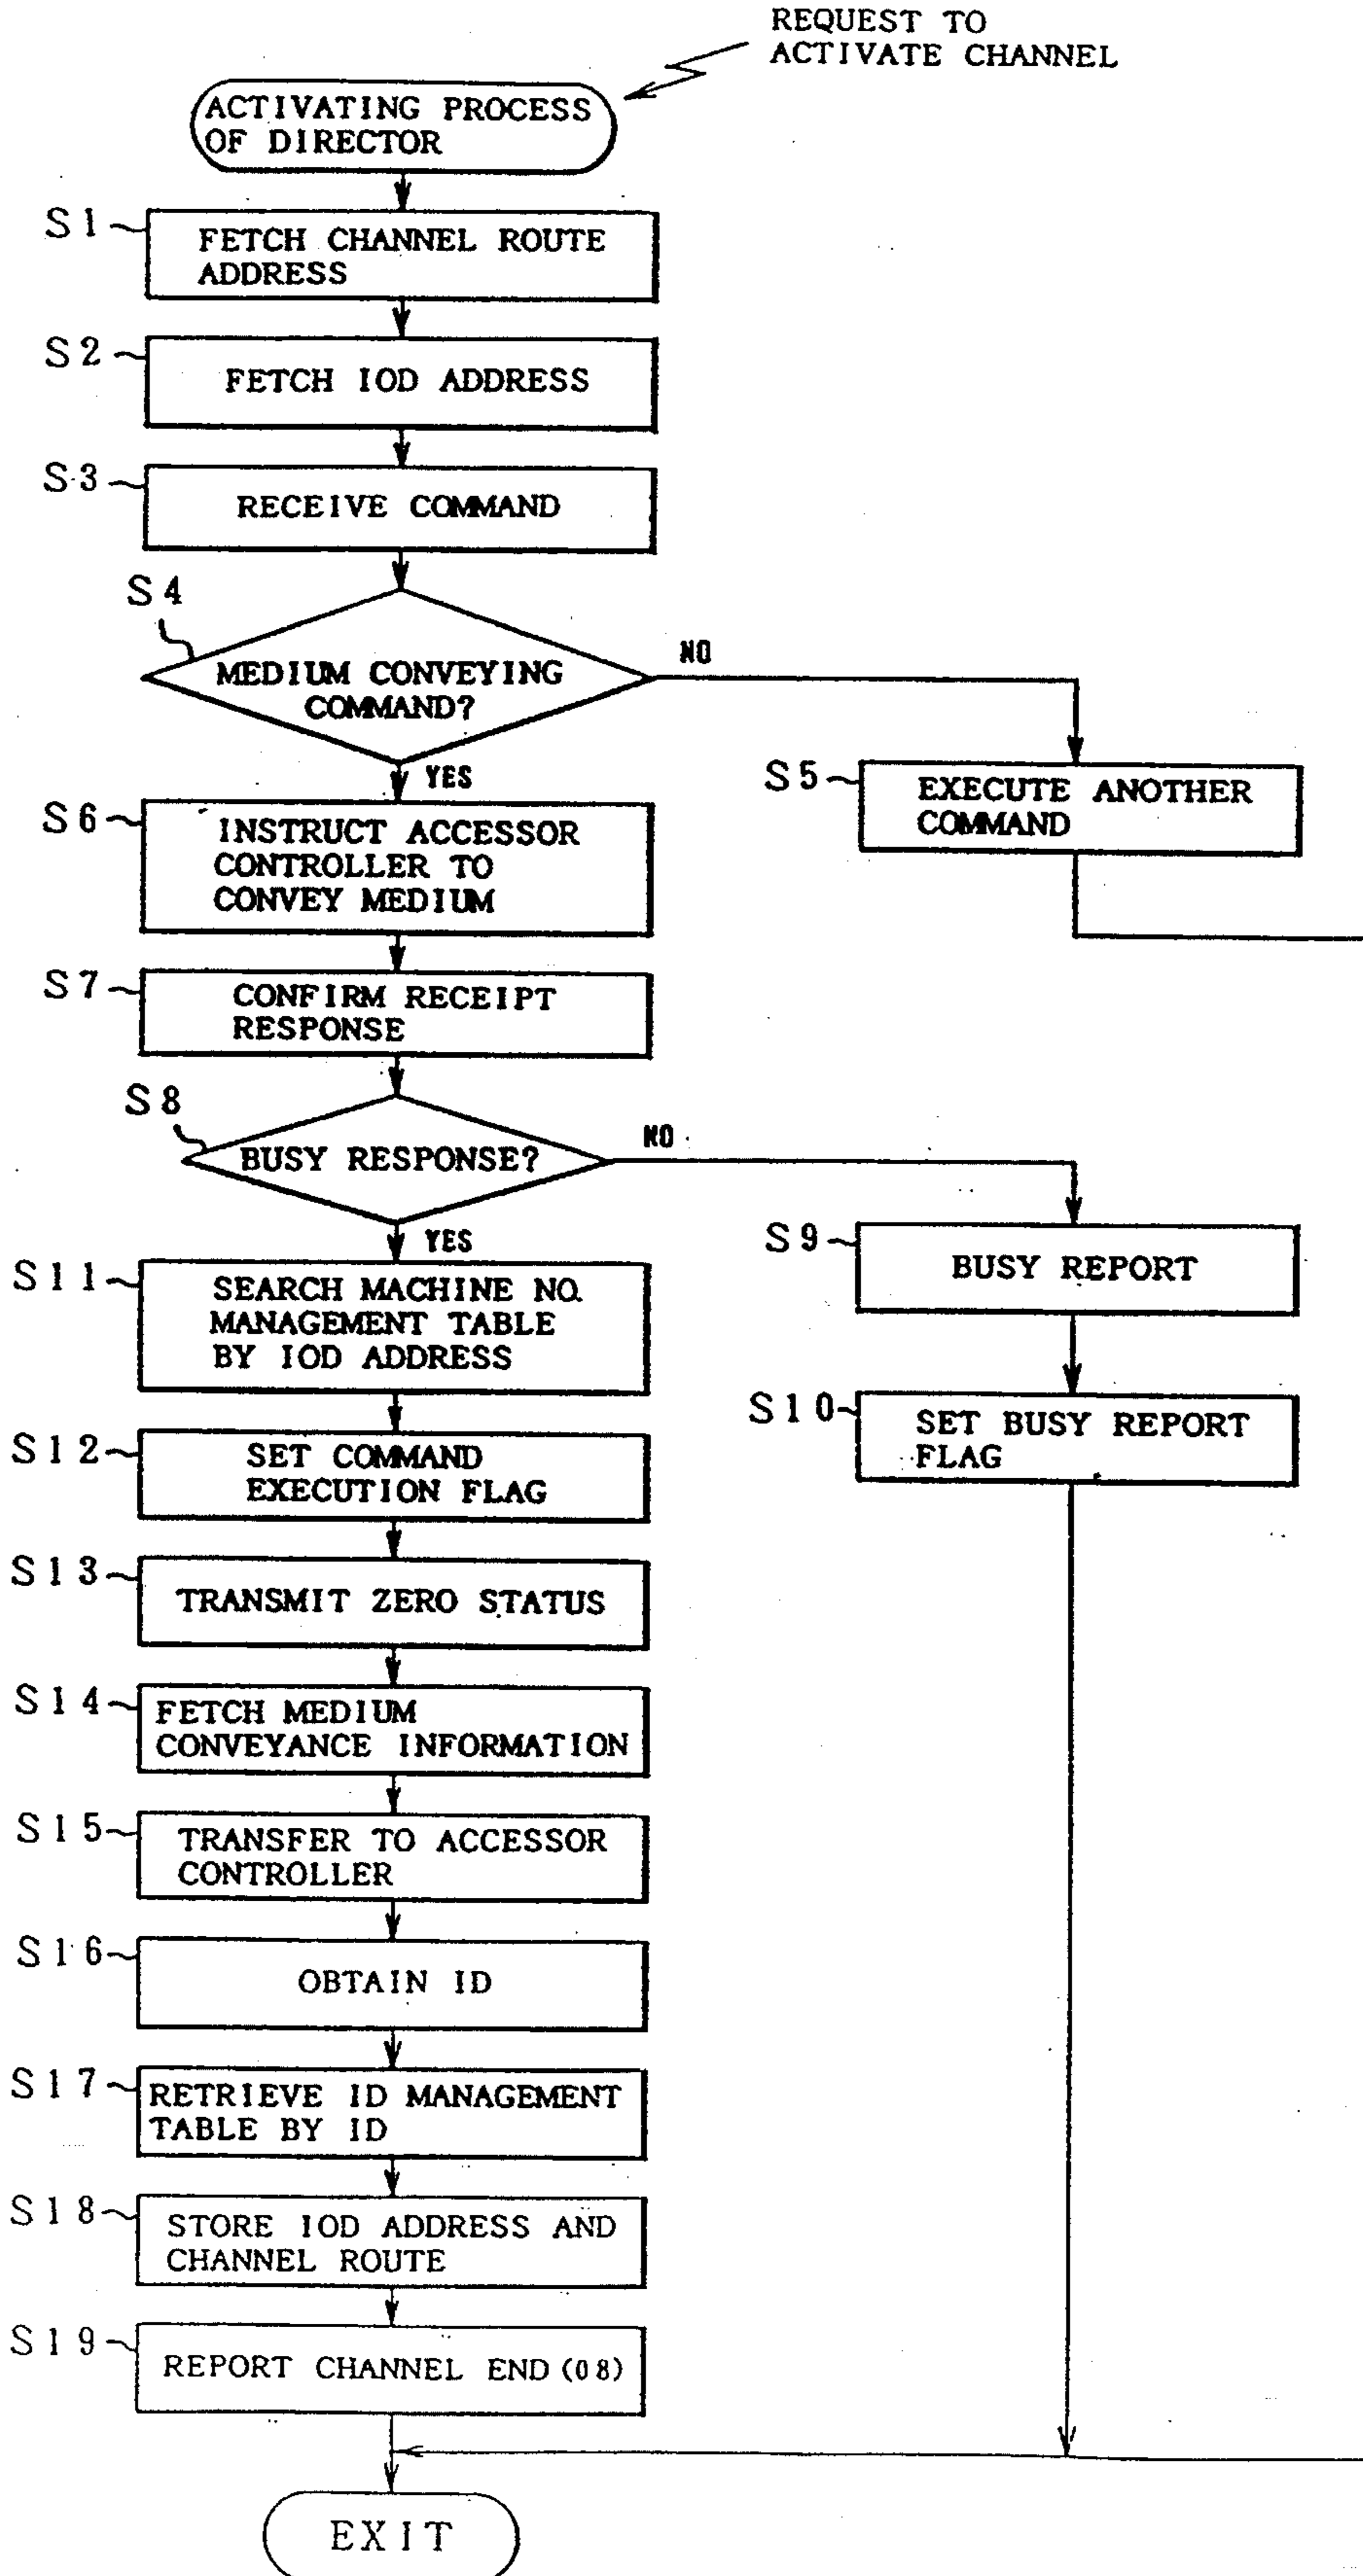 REQUEST TO
ACTIVATE CHANNEL
ACTIVATING PROCESS
OF DIRECTOR
S1
FETCH CHANNEL ROUTE
ADDRESS
S2
FETCH IOD ADDRESS
S3
RECEIVE COMMAND
S4
MEDIUM CONVEYING
COMMAND?
NO
YES
S5
EXECUTE ANOTHER
COMMAND
S6
INSTRUCT ACCESSOR
CONTROLLER TO
CONVEY MEDIUM
S7
CONFIRM RECEIPT
RESPONSE
S8
BUSY RESPONSE?
NO
YES
S9
BUSY REPORT
S10
SET BUSY REPORT
FLAG
S11
SEARCH MACHINE NO.
MANAGEMENT TABLE
BY IOD ADDRESS
S12
SET COMMAND
EXECUTION FLAG
S13
TRANSMIT ZERO STATUS
S14
FETCH MEDIUM
CONVEYANCE INFORMATION
S15
TRANSFER TO ACCESSOR
CONTROLLER
S16
OBTAIN ID
S17
RETRIEVE ID MANAGEMENT
TABLE BY ID
S18
STORE IOD ADDRESS AND
CHANNEL ROUTE
S19
REPORT CHANNEL END (08)
EXIT